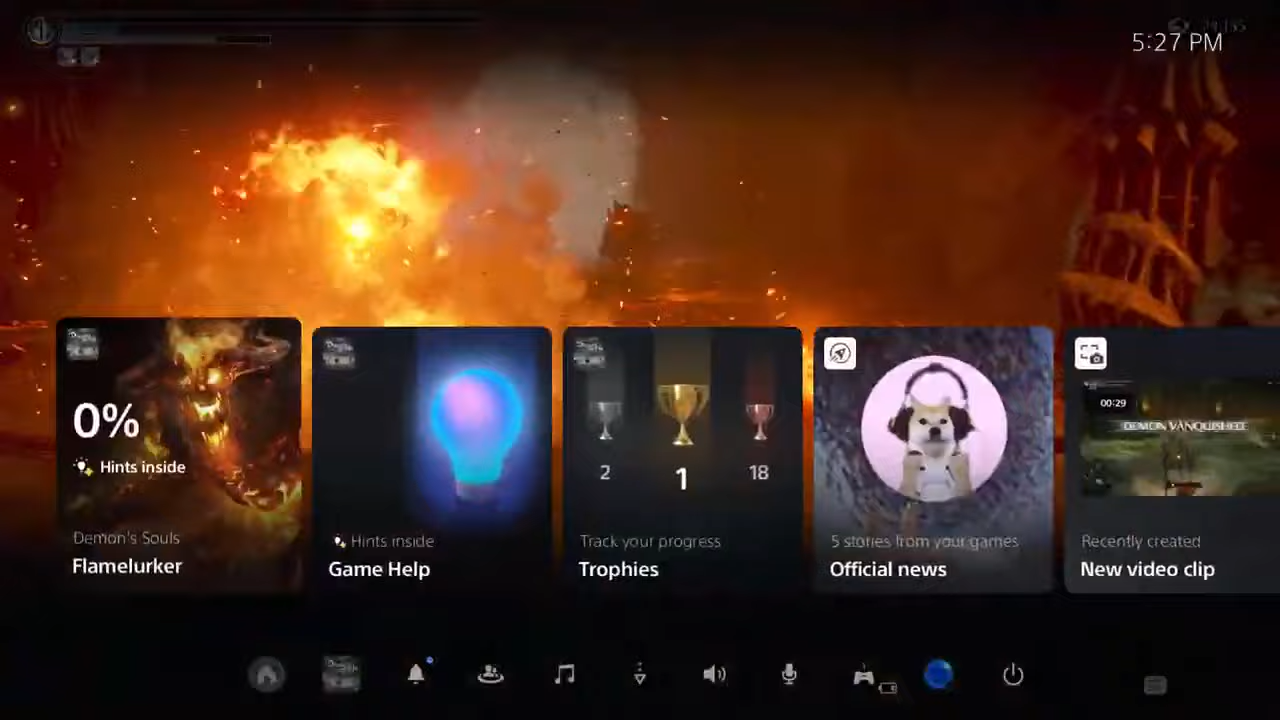 5:27 PM
0%
Hints inside
Demon's Souls
Flamelurker
Hints inside
Game Help
2
1
18
Track your progress
Trophies
5 stories from your games
Official news
00:29
DEMON VANQUISHED
Recently created
New video clip